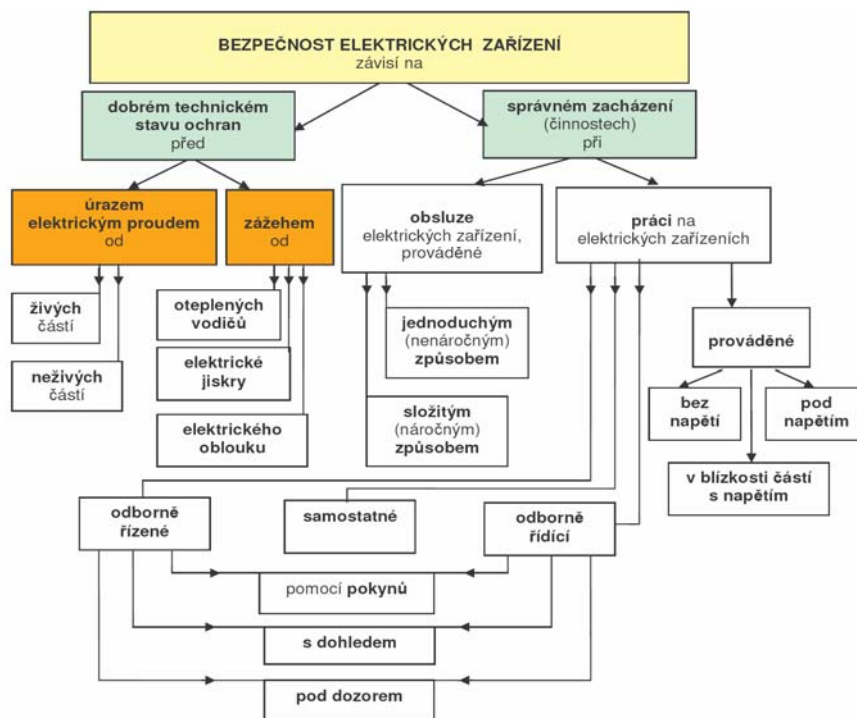 BEZPEČNOST ELEKTRICKÝCH ZAŘÍZENÍ
závisí na
dobrém technickém
stavu ochran
před
správném zacházení
(činnostech)
při
úrazem
elektrickým proudem
od
zážehem
od
obsluze
elektrických zařízení,
prováděné
práci na
elektrických zařízeních
živých
částí
neživých
částí
oteplených
vodičů
elektrické
jiskry
elektrického
oblouku
jednoduchým
(nenáročným)
způsobem
složitým
(náročným)
způsobem
prováděné
bez
napětí
pod
napětím
v blízkosti částí
s napětím
odborně
řízené
samostatné
odborně
řídící
pomocí pokynů
s dohledem
pod dozorem